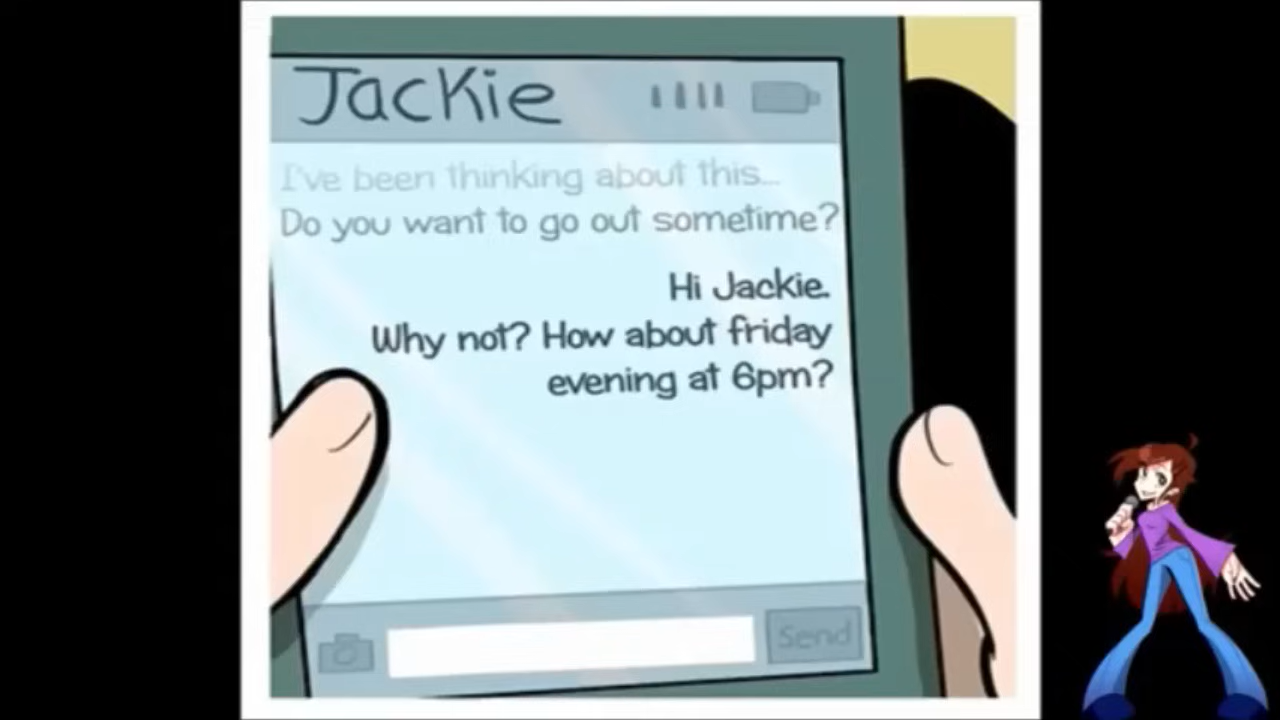 Jackie
I've been thinking about this...
Do you want to go out sometime?
Hi Jackie.
Why not? How about friday
evening at 6pm?
Send